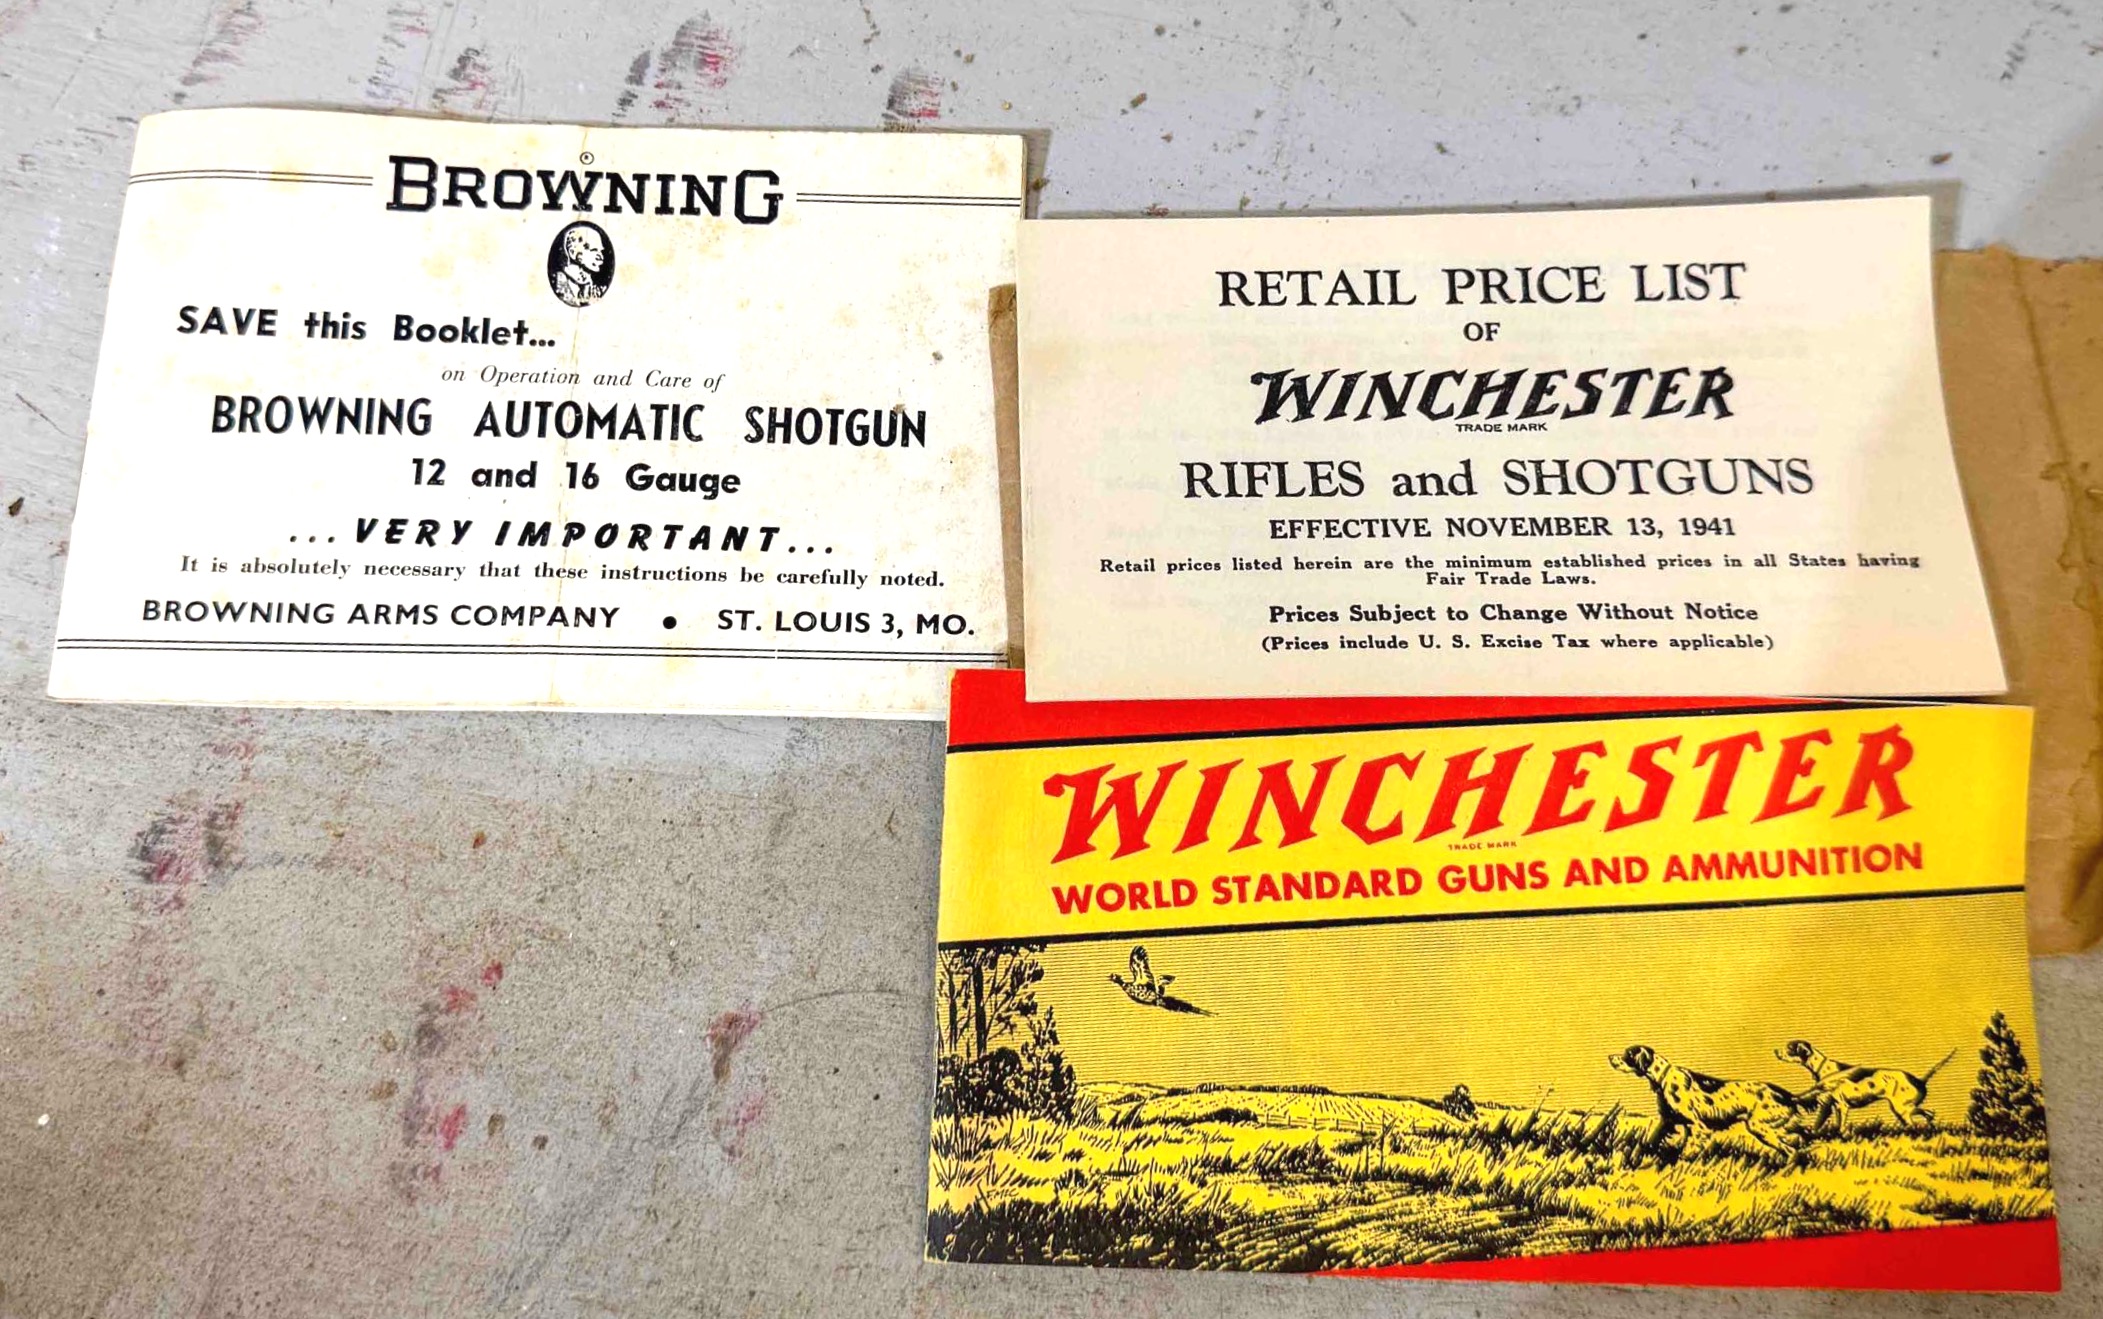 ®
BROWNING
SAVE this Booklet...
on Operation and Care of
BROWNING AUTOMATIC SHOTGUN
12 and 16 Gauge
...VERY IMPORTANT...
It is absolutely necessary that these instructions be carefully noted.
BROWNING ARMS COMPANY • ST. LOUIS 3, MO.
RETAIL PRICE LIST
OF
WINCHESTER
TRADE MARK
RIFLES and SHOTGUNS
EFFECTIVE NOVEMBER 13, 1941
Retail prices listed herein are the minimum established prices in all States having
Fair Trade Laws.
Prices Subject to Change Without Notice
(Prices include U. S. Excise Tax where applicable)
WINCHESTER
TRADE MARK
WORLD STANDARD GUNS AND AMMUNITION